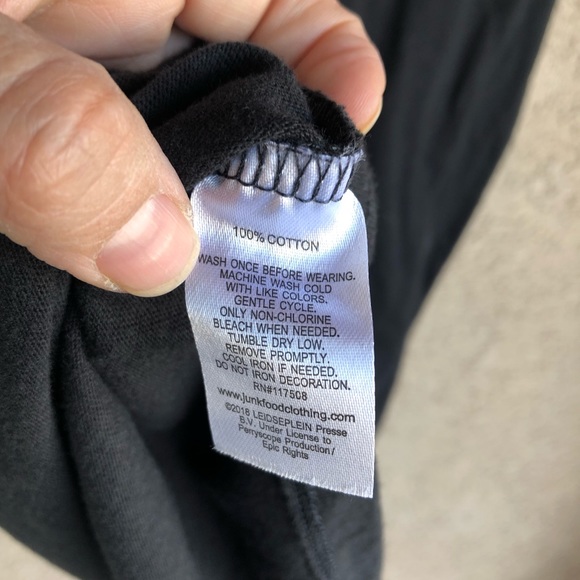 100% COTTON
WASH ONCE BEFORE WEARING.
MACHINE WASH COLD
WITH LIKE COLORS.
GENTLE CYCLE.
ONLY NON-CHLORINE
BLEACH WHEN NEEDED.
TUMBLE DRY LOW.
REMOVE PROMPTLY.
COOL IRON IF NEEDED.
DO NOT IRON DECORATION.
RN#117508
www.junkfoodclothing.com
©2018 LEIDSEPLEIN Presse
B.V. Under License to
Perryscope Production/
Epic Rights